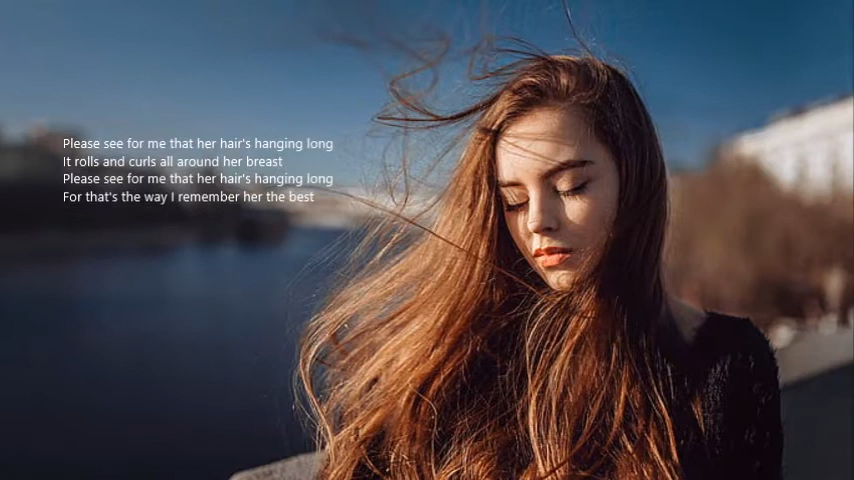 Please see for me that her hair's hanging long
It rolls and curls all around her breast
Please see for me that her hair's hanging long
For that's the way I remember her the best